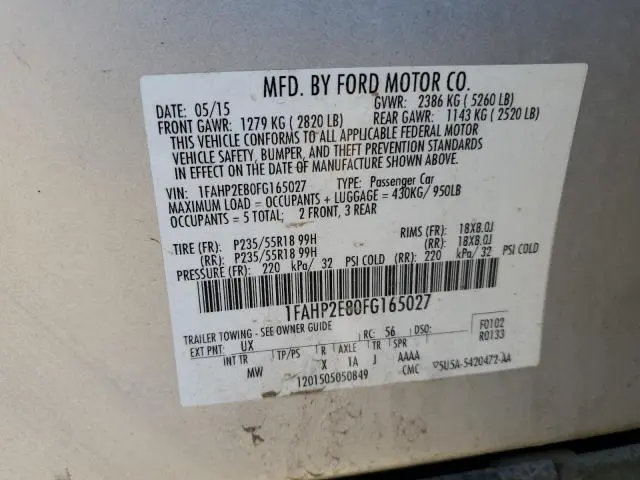 MFD. BY FORD MOTOR CO.
DATE: 05/15 GVWR: 2386 KG ( 5260 LB)
FRONT GAWR: 1279 KG ( 2820 LB) REAR GAWR: 1143 KG ( 2520 LB)
THIS VEHICLE CONFORMS TO ALL APPLICABLE FEDERAL MOTOR
VEHICLE SAFETY, BUMPER, AND THEFT PREVENTION STANDARDS
IN EFFECT ON THE DATE OF MANUFACTURE SHOWN ABOVE.
VIN: 1FAHP2E80FG165027 TYPE: Passenger Car
MAXIMUM LOAD = OCCUPANTS + LUGGAGE = 430KG/ 950LB
OCCUPANTS = 5 TOTAL; 2 FRONT, 3 REAR
TIRE (FR): P235/55R18 99H RIMS (FR): 18X8.0J
(RR): P235/55R18 99H (RR): 18X8.0J
PRESSURE (FR): 220 kPa/ 32 PSI COLD (RR): 220 kPa/ 32 PSI COLD
1FAHP2E80FG165027
TRAILER TOWING - SEE OWNER GUIDE RC: 56 DSO: F0102
EXT PNT: UX R0133
INT TR TP/PS R AXLE TR SPR
MW X 1A J AAAA
1201505050849 CMC ▽5U5A-5420472-AA